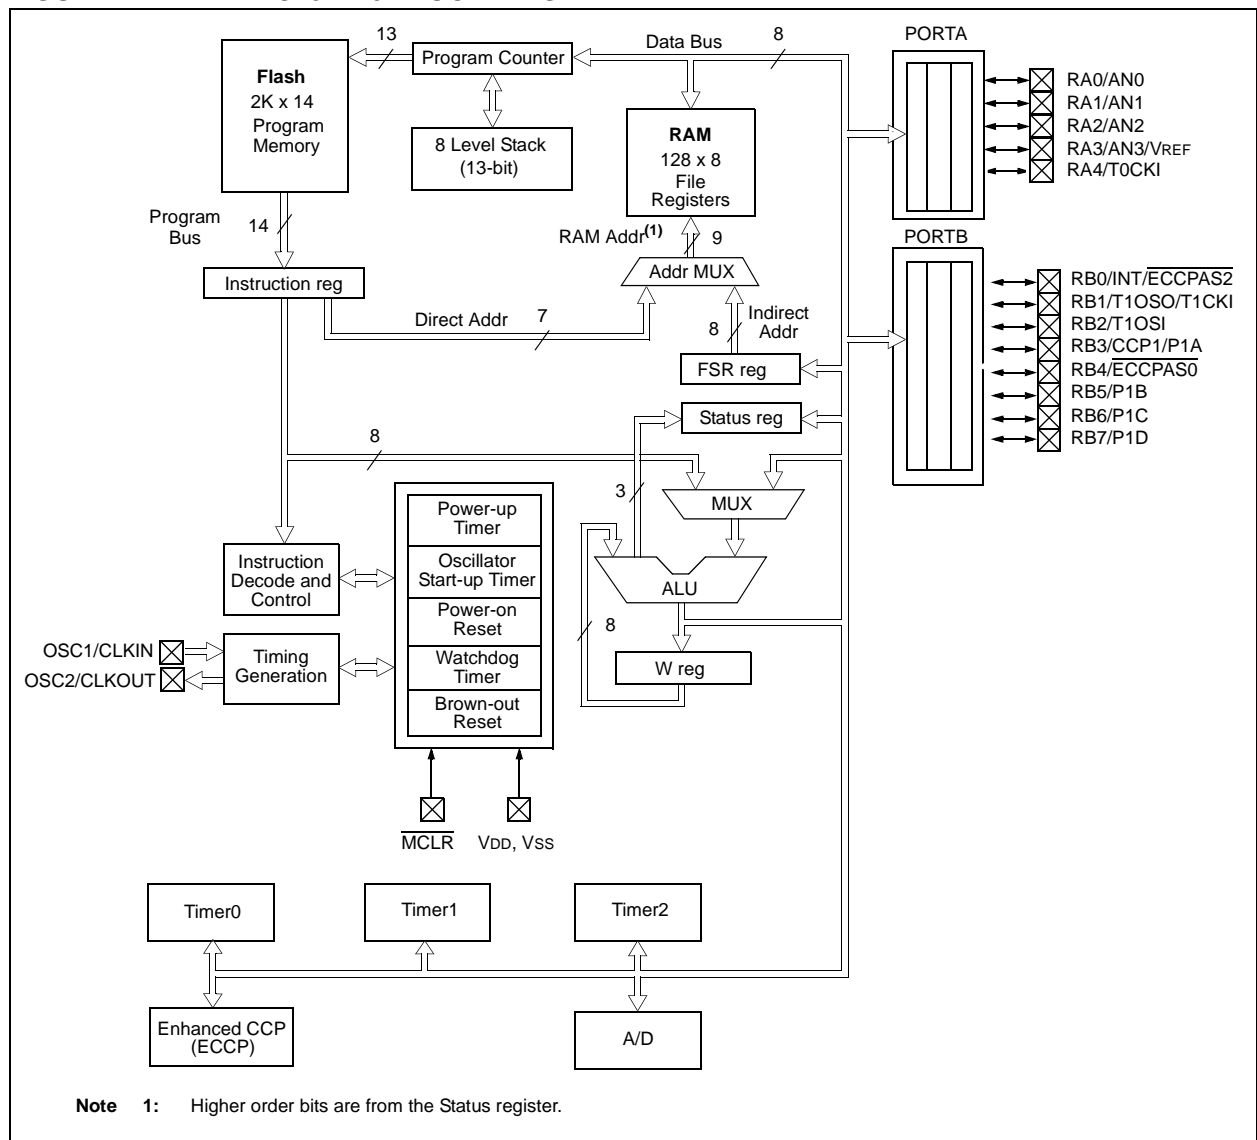 13
Program Counter
Data Bus
8
PORTA
Flash
2K x 14
Program
Memory
8 Level Stack
(13-bit)
RAM
128 x 8
File
Registers
RA0/AN0
RA1/AN1
RA2/AN2
RA3/AN3/VREF
RA4/T0CKI
Program
Bus
14
RAM Addr(1)
9
PORTB
Instruction reg
Addr MUX
Direct Addr
7
8
Indirect
Addr
FSR reg
RB0/INT/ECCPAS2
RB1/T1OSO/T1CKI
RB2/T1OSI
RB3/CCP1/P1A
RB4/ECCPAS0
RB5/P1B
RB6/P1C
RB7/P1D
Status reg
8
3
MUX
Power-up
Timer
Oscillator
Start-up Timer
Power-on
Reset
Watchdog
Timer
Brown-out
Reset
Instruction
Decode and
Control
ALU
8
W reg
OSC1/CLKIN
OSC2/CLKOUT
Timing
Generation
MCLR
VDD, VSS
Timer0
Timer1
Timer2
Enhanced CCP
(ECCP)
A/D
Note 1: Higher order bits are from the Status register.